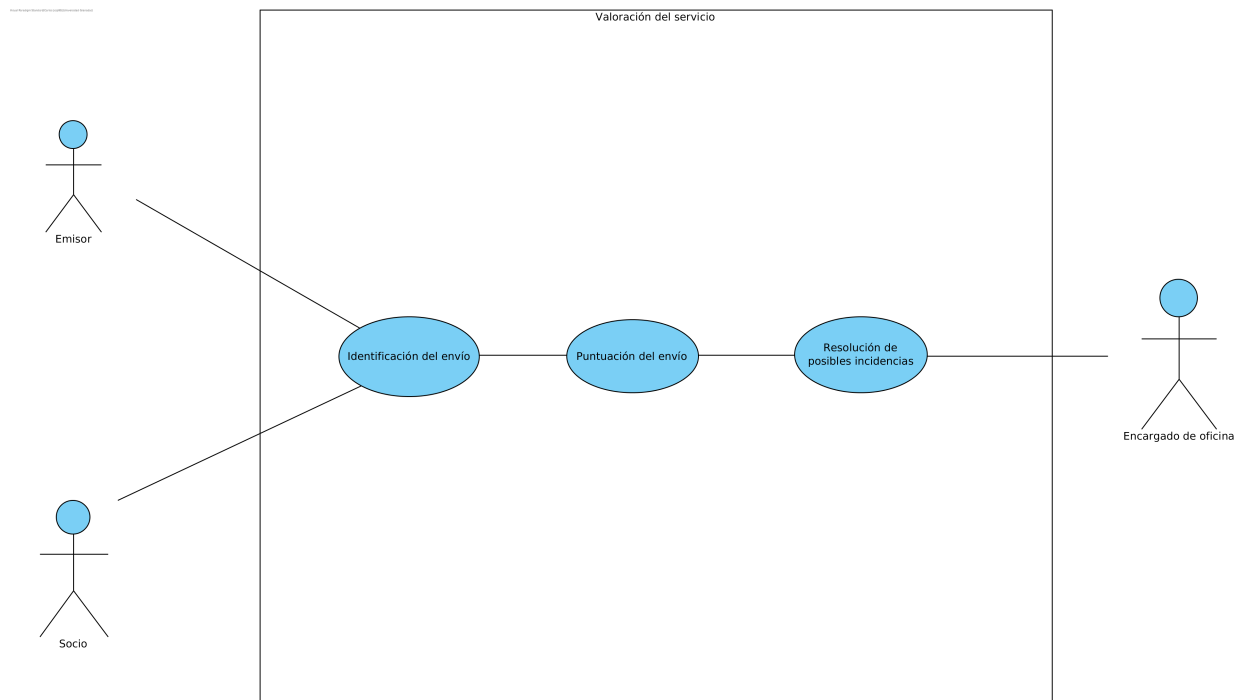 Valoración del servicio
Emisor
Identificación del envío
Puntuación del envío
Resolución de
posibles incidencias
Encargado de oficina
Socio